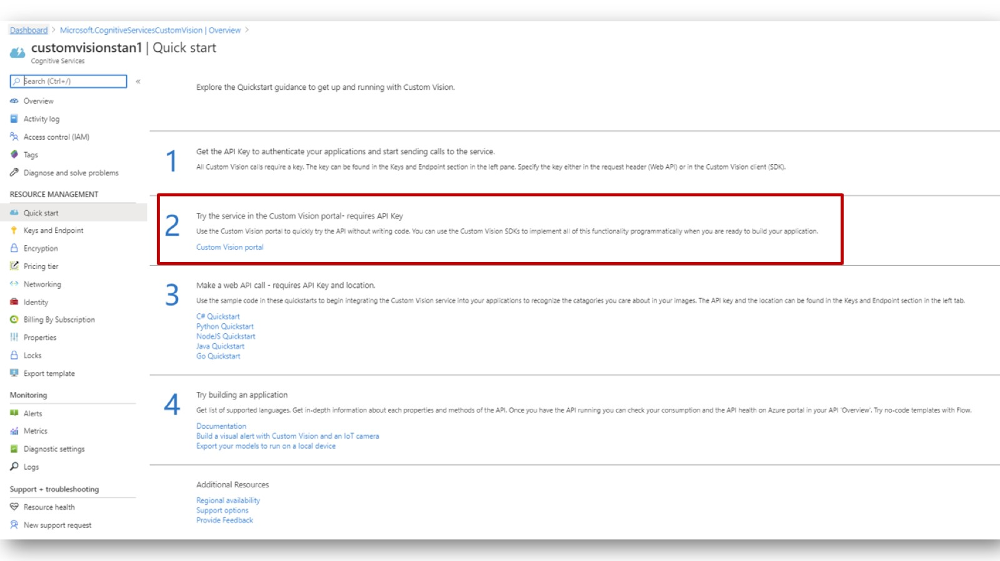 Dashboard > Microsoft.CognitiveServicesCustomVision | Overview >
customvisionstan1 | Quick start
Cognitive Services
Search (Ctrl+/)
«
Overview
Activity log
Access control (IAM)
Tags
Diagnose and solve problems
RESOURCE MANAGEMENT
Quick start
Keys and Endpoint
Encryption
Pricing tier
Networking
Identity
Billing By Subscription
Properties
Locks
Export template
Monitoring
Alerts
Metrics
Diagnostic settings
Logs
Support + troubleshooting
Resource health
New support request
Explore the Quickstart guidance to get up and running with Custom Vision.
1
Get the API Key to authenticate your applications and start sending calls to the service.
All Custom Vision calls require a key. The key can be found in the Keys and Endpoint section in the left pane. Specify the key either in the request header (Web API) or in the Custom Vision client (SDK).
2
Try the service in the Custom Vision portal- requires API Key
Use the Custom Vision portal to quickly try the API without writing code. You can use the Custom Vision SDKs to implement all of this functionality programmatically when you are ready to build your application.
Custom Vision portal
3
Make a web API call - requires API Key and location.
Use the sample code in these quickstarts to begin integrating the Custom Vision service into your applications to recognize the catagories you care about in your images. The API key and the location can be found in the Keys and Endpoint section in the left tab.
C# Quickstart
Python Quickstart
NodeJS Quickstart
Java Quickstart
Go Quickstart
4
Try building an application
Get list of supported languages. Get in-depth information about each properties and methods of the API. Once you have the API running you can check your consumption and the API health on Azure portal in your API 'Overview'. Try no-code templates with Flow.
Documentation
Build a visual alert with Custom Vision and an IoT camera
Export your models to run on a local device
Additional Resources
Regional availability
Support options
Provide Feedback